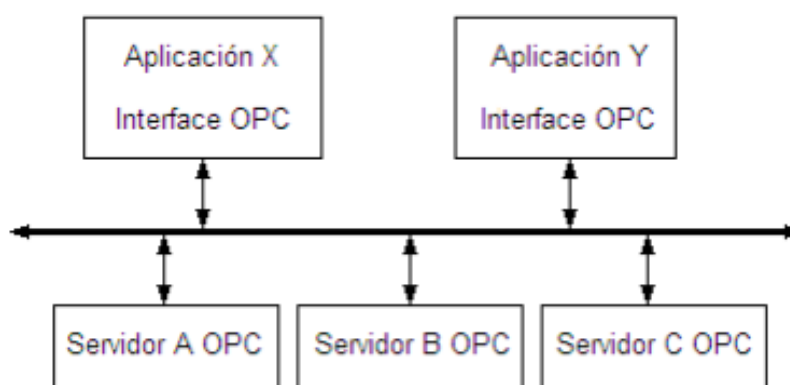 Aplicación X
Interface OPC
Aplicación Y
Interface OPC
Servidor A OPC
Servidor B OPC
Servidor C OPC